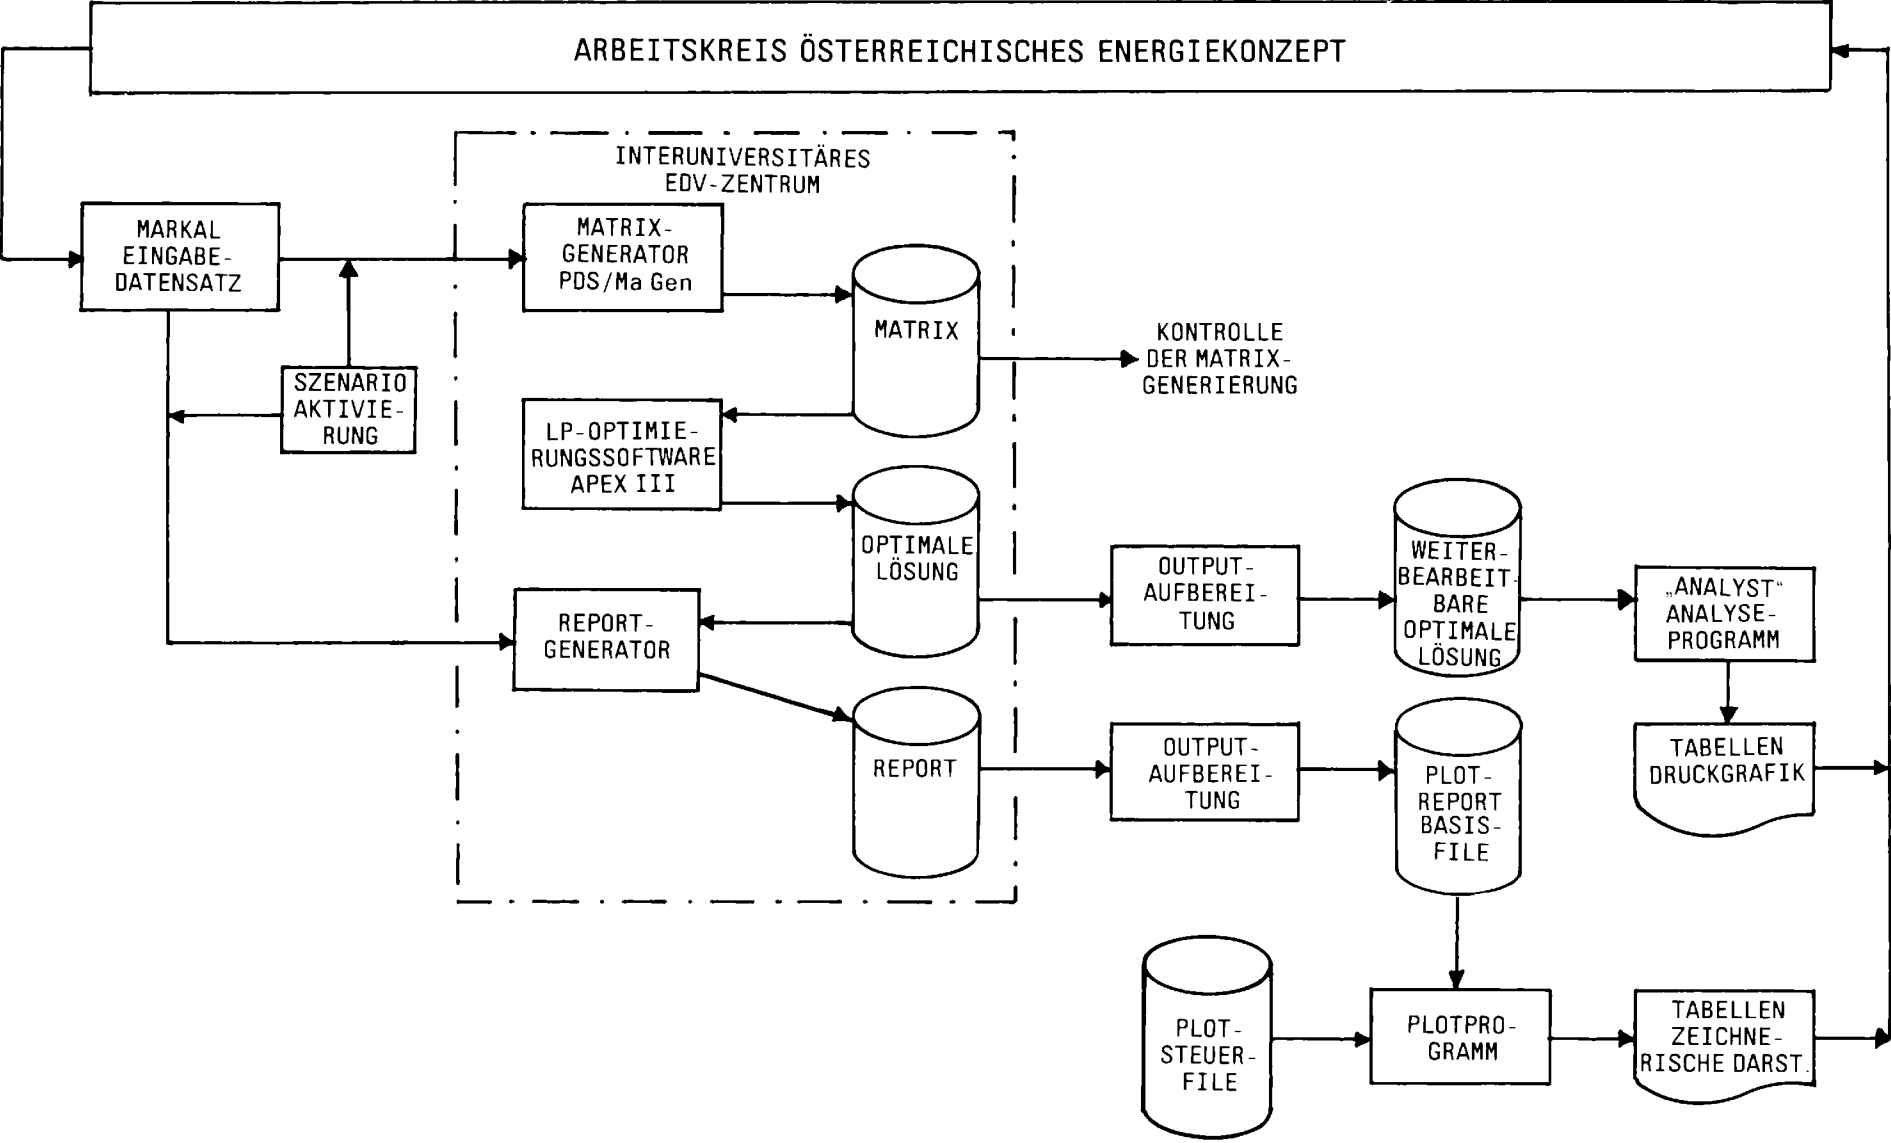 ARBEITSKREIS ÖSTERREICHISCHES ENERGIEKONZEPT
INTERUNIVERSITÄRES
EDV-ZENTRUM
MARKAL
EINGABE-
DATENSATZ
MATRIX-
GENERATOR
PDS/Ma Gen
MATRIX
KONTROLLE
DER MATRIX-
GENERIERUNG
SZENARIO
AKTIVIE-
RUNG
LP-OPTIMIE-
RUNGSSOFTWARE
APEX III
OPTIMALE
LÖSUNG
OUTPUT-
AUFBEREI-
TUNG
WEITER-
BEARBEIT-
BARE
OPTIMALE
LÖSUNG
„ANALYST“
ANALYSE-
PROGRAMM
REPORT-
GENERATOR
REPORT
OUTPUT-
AUFBEREI-
TUNG
PLOT-
REPORT
BASIS-
FILE
TABELLEN
DRUCKGRAFIK
PLOT-
STEUER-
FILE
PLOTPRO-
GRAMM
TABELLEN
ZEICHNE-
RISCHE DARST.